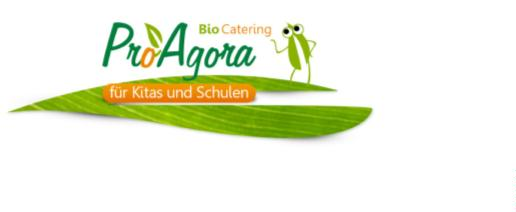 Bio Catering
ProAgora
für Kitas und Schulen